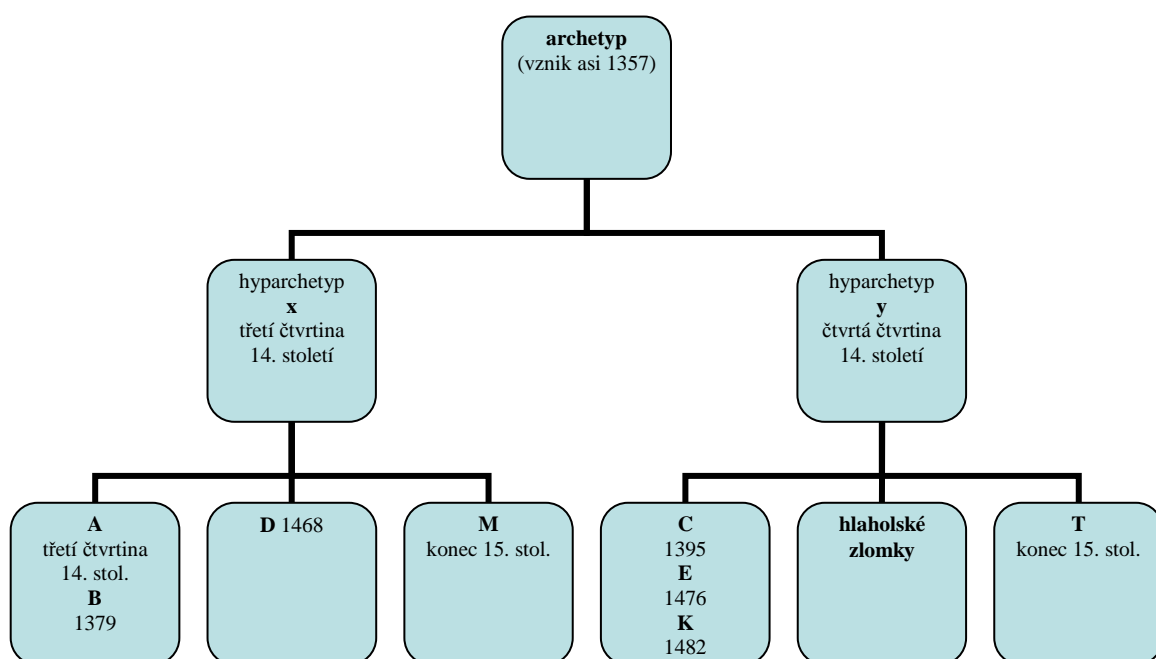 archetyp
(vznik asi 1357)
hyparchetyp
x
třetí čtvrtina
14. století
hyparchetyp
y
čtvrtá čtvrtina
14. století
A
třetí čtvrtina
14. stol.
B
1379
D 1468
M
konec 15. stol.
C
1395
E
1476
K
1482
hlaholské
zlomky
T
konec 15. stol.